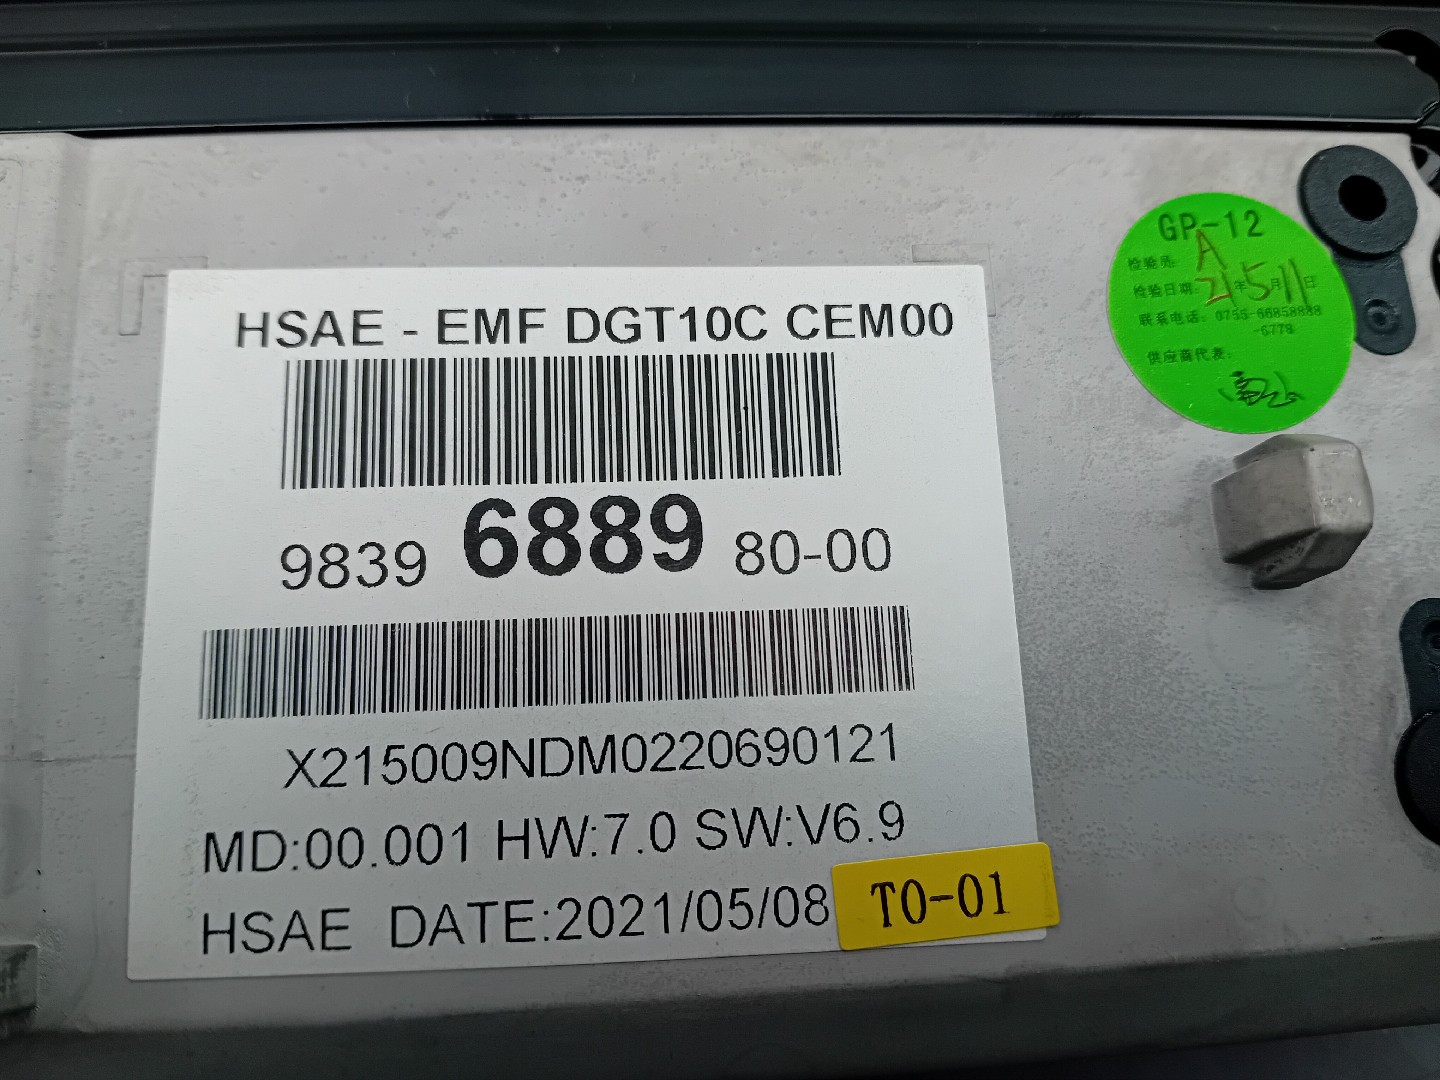 HSAE - EMF DGT10C CEM00
9839 6889 80-00
X215009NDM0220690121
MD:00.001 HW:7.0 SW:V6.9
HSAE DATE:2021/05/08
T0-01
GP-12
检验员: A
检验日期: 21年5月11日
联系电话: 0755-66858888
-6778
供应商代表: